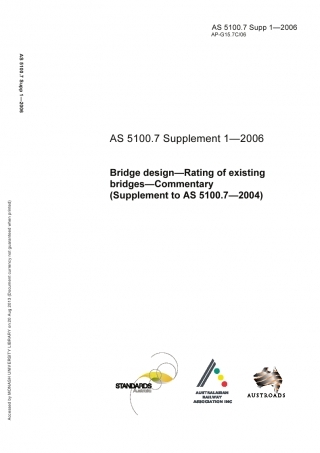 AS 5100.7 Supp 1—2006
AP-G15.7C/06
AS 5100.7 Supp 1—2006
AS 5100.7 Supplement 1—2006
Bridge design—Rating of existing
bridges—Commentary
(Supplement to AS 5100.7—2004)
Accessed by MONASH UNIVERSITY LIBRARY on 20 Aug 2013 (Document currency not guaranteed when printed)
STANDARDS
Australia
AUSTRALASIAN
RAILWAY
ASSOCIATION INC
AUSTROADS